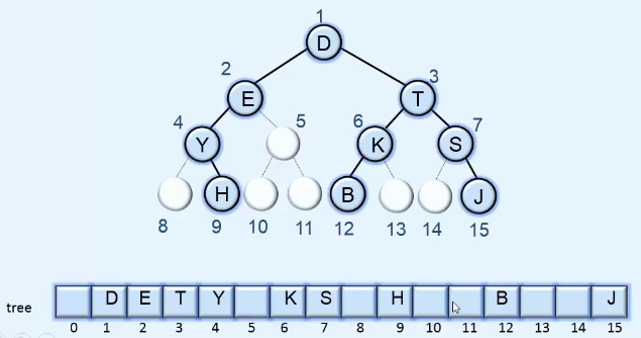 1
D
2 3
E T
4 5 6 7
Y K S
H B J
8 9 10 11 12 13 14 15
tree D E T Y K S H B J
0 1 2 3 4 5 6 7 8 9 10 11 12 13 14 15